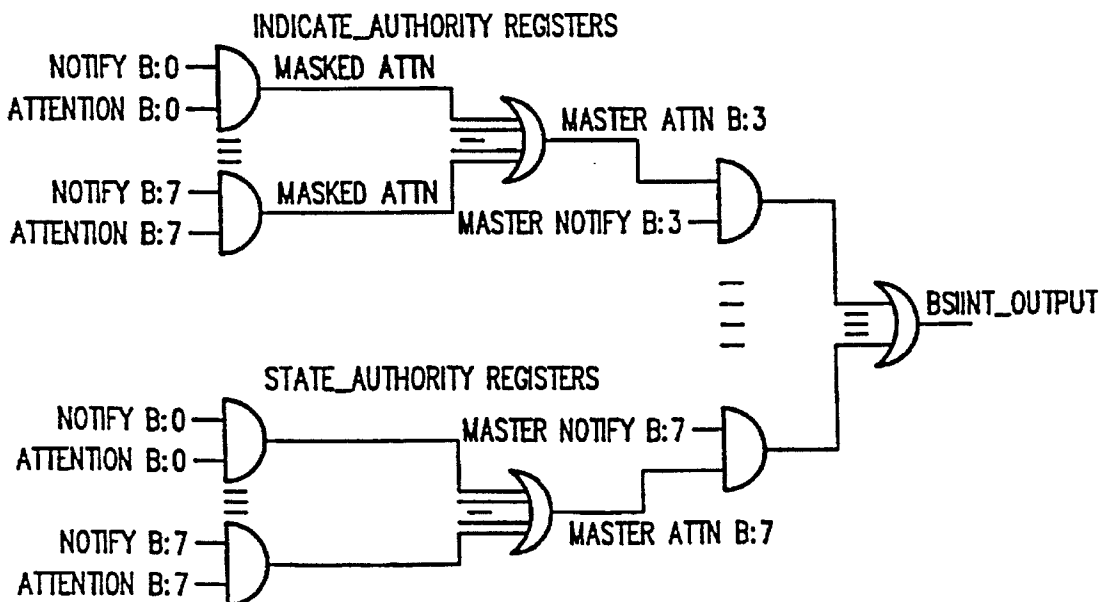 INDICATE_AUTHORITY REGISTERS
NOTIFY B:0
MASKED ATTN
ATTENTION B:0
MASTER ATTN B:3
NOTIFY B:7
MASKED ATTN
ATTENTION B:7
MASTER NOTIFY B:3
BSIINT_OUTPUT
STATE_AUTHORITY REGISTERS
NOTIFY B:0
MASTER NOTIFY B:7
ATTENTION B:0
MASTER ATTN B:7
NOTIFY B:7
ATTENTION B:7